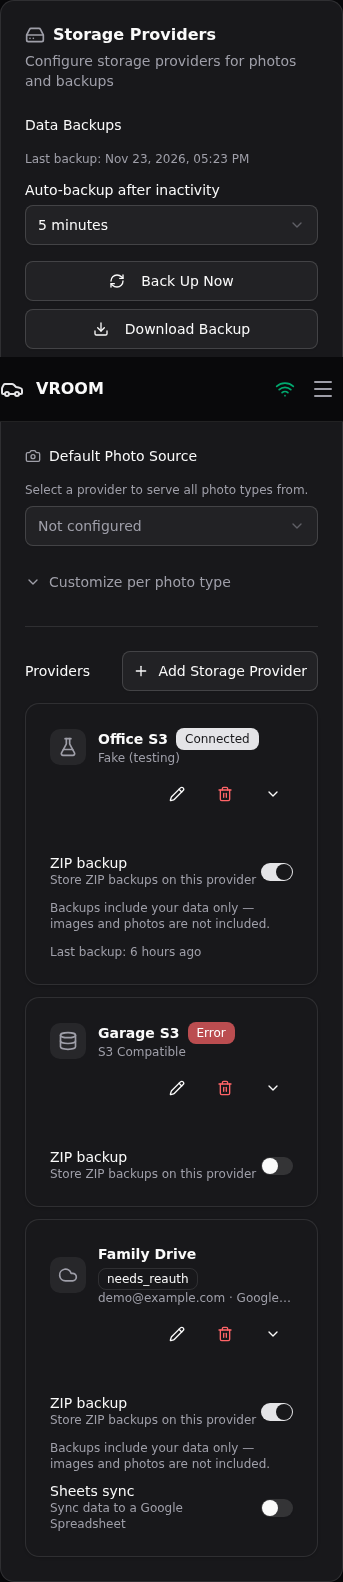 Storage Providers
Configure storage providers for photos
and backups
Data Backups
Last backup: Nov 23, 2026, 05:23 PM
Auto-backup after inactivity
5 minutes
Back Up Now
Download Backup
VROOM
Default Photo Source
Select a provider to serve all photo types from.
Not configured
Customize per photo type
Providers
Add Storage Provider
Office S3 Connected
Fake (testing)
ZIP backup
Store ZIP backups on this provider
Backups include your data only —
images and photos are not included.
Last backup: 6 hours ago
Garage S3 Error
S3 Compatible
ZIP backup
Store ZIP backups on this provider
Family Drive
needs_reauth
demo@example.com · Google...
ZIP backup
Store ZIP backups on this provider
Backups include your data only —
images and photos are not included.
Sheets sync
Sync data to a Google
Spreadsheet